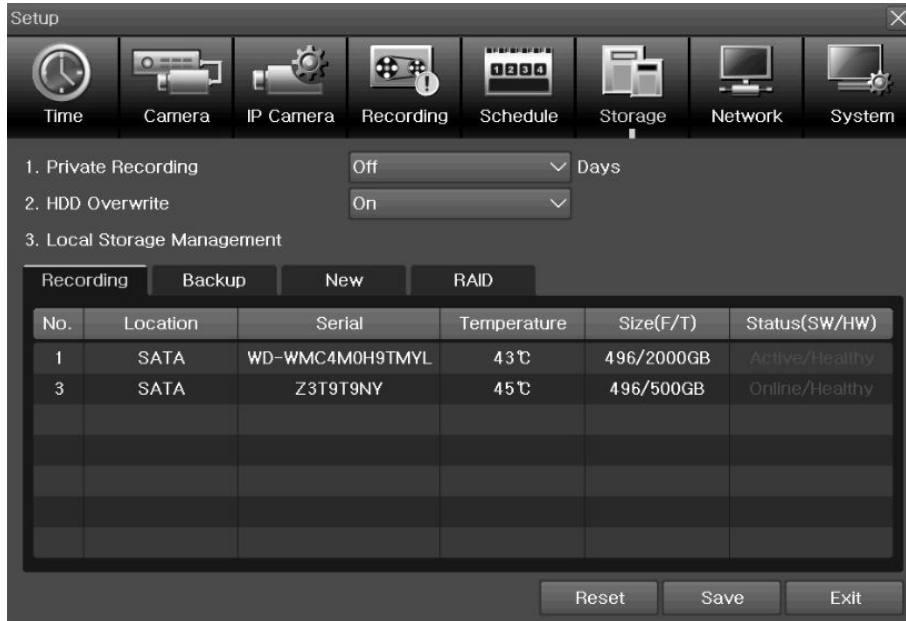 Setup
Time Camera IP Camera Recording Schedule Storage Network System
1234
1. Private Recording Off Days
2. HDD Overwrite On
3. Local Storage Management
Recording Backup New RAID
No. Location Serial Temperature Size(F/T) Status(SW/HW)
1 SATA WD-WMC4M0H9TMYL 43℃ 496/2000GB Active/Healthy
3 SATA Z3T9T9NY 45℃ 496/500GB Online/Healthy
Reset Save Exit